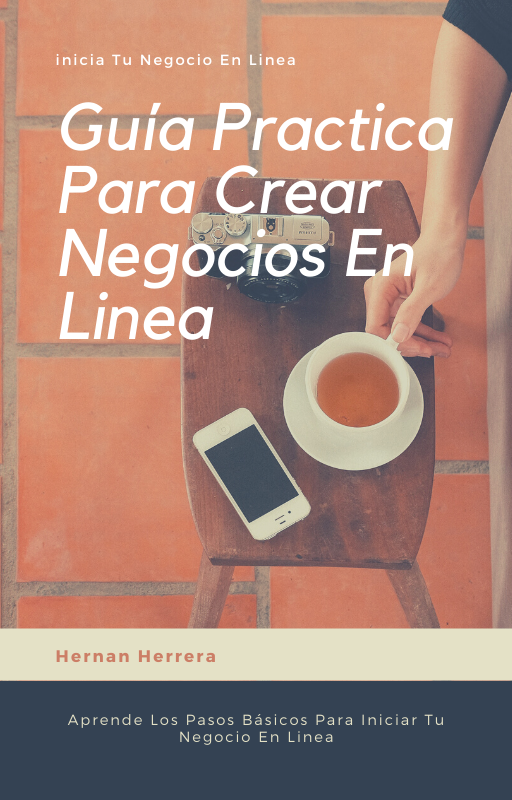 inicia Tu Negocio En Linea
Guía Practica
Para Crear
Negocios En
Linea
Hernan Herrera
Aprende Los Pasos Básicos Para Iniciar Tu
Negocio En Linea